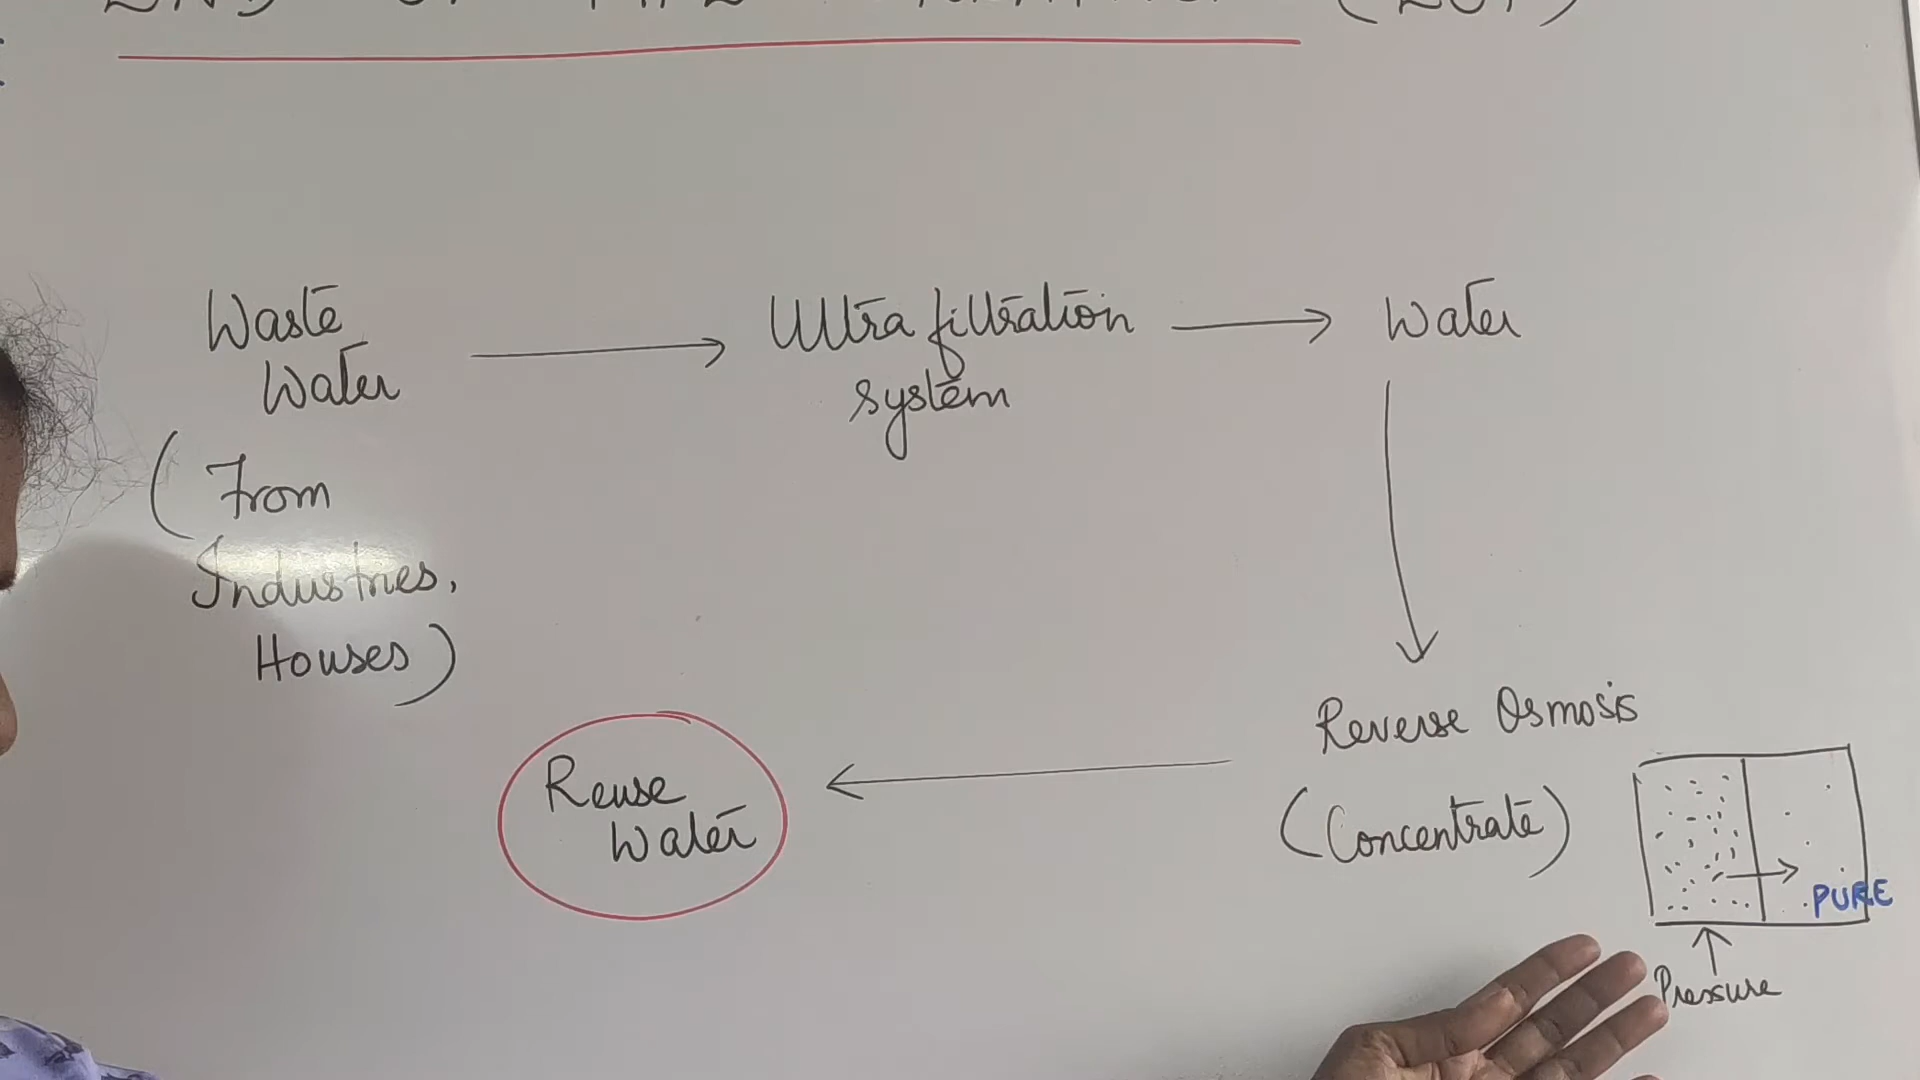 Waste
Water
(From
Industries,
Houses)
Ultra filtration
system
Water
Reverse Osmosis
(Concentrate)
Reuse
Water
PURE
Pressure